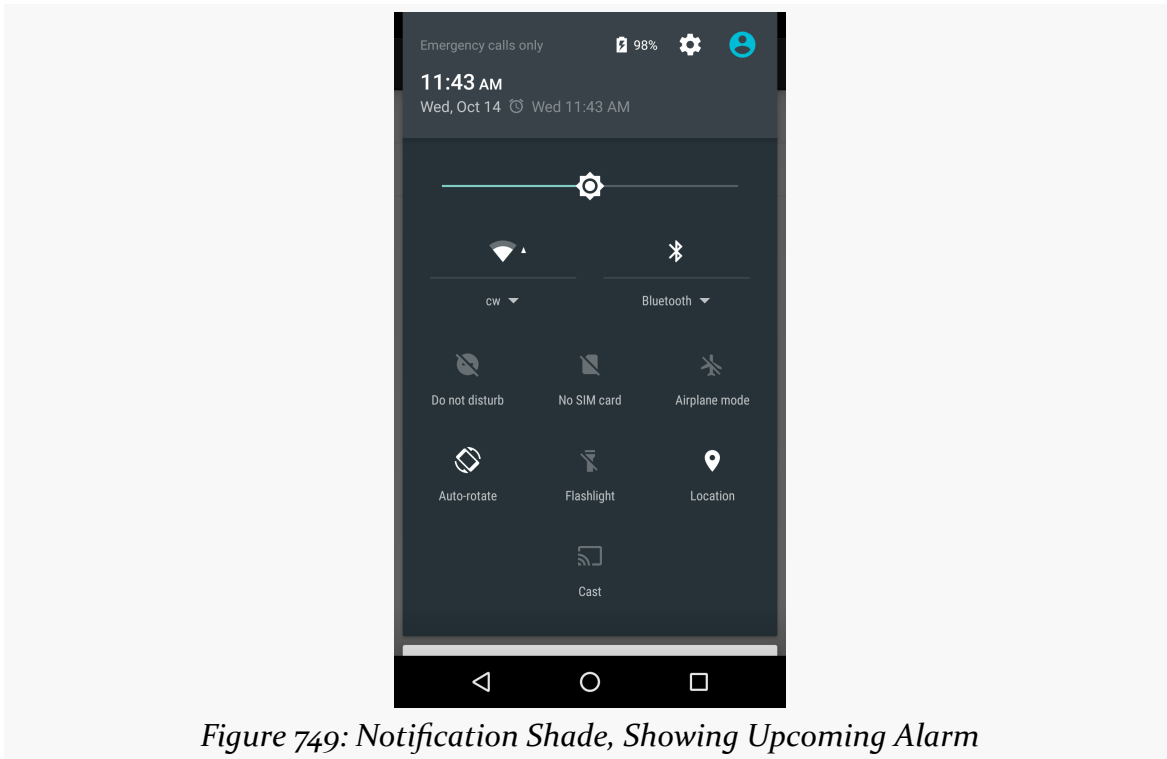 Emergency calls only 98%
11:43 AM
Wed, Oct 14 Wed 11:43 AM
cw Bluetooth
Do not disturb No SIM card Airplane mode
Auto-rotate Flashlight Location
Cast
Figure 749: Notification Shade, Showing Upcoming Alarm